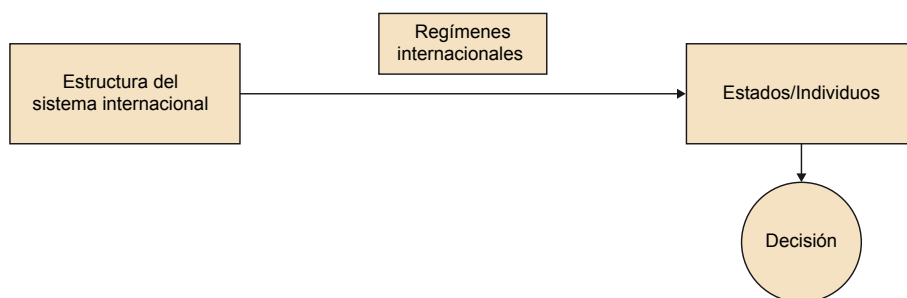 Regímenes
internacionales
Estructura del
sistema internacional
Estados/Individuos
Decisión